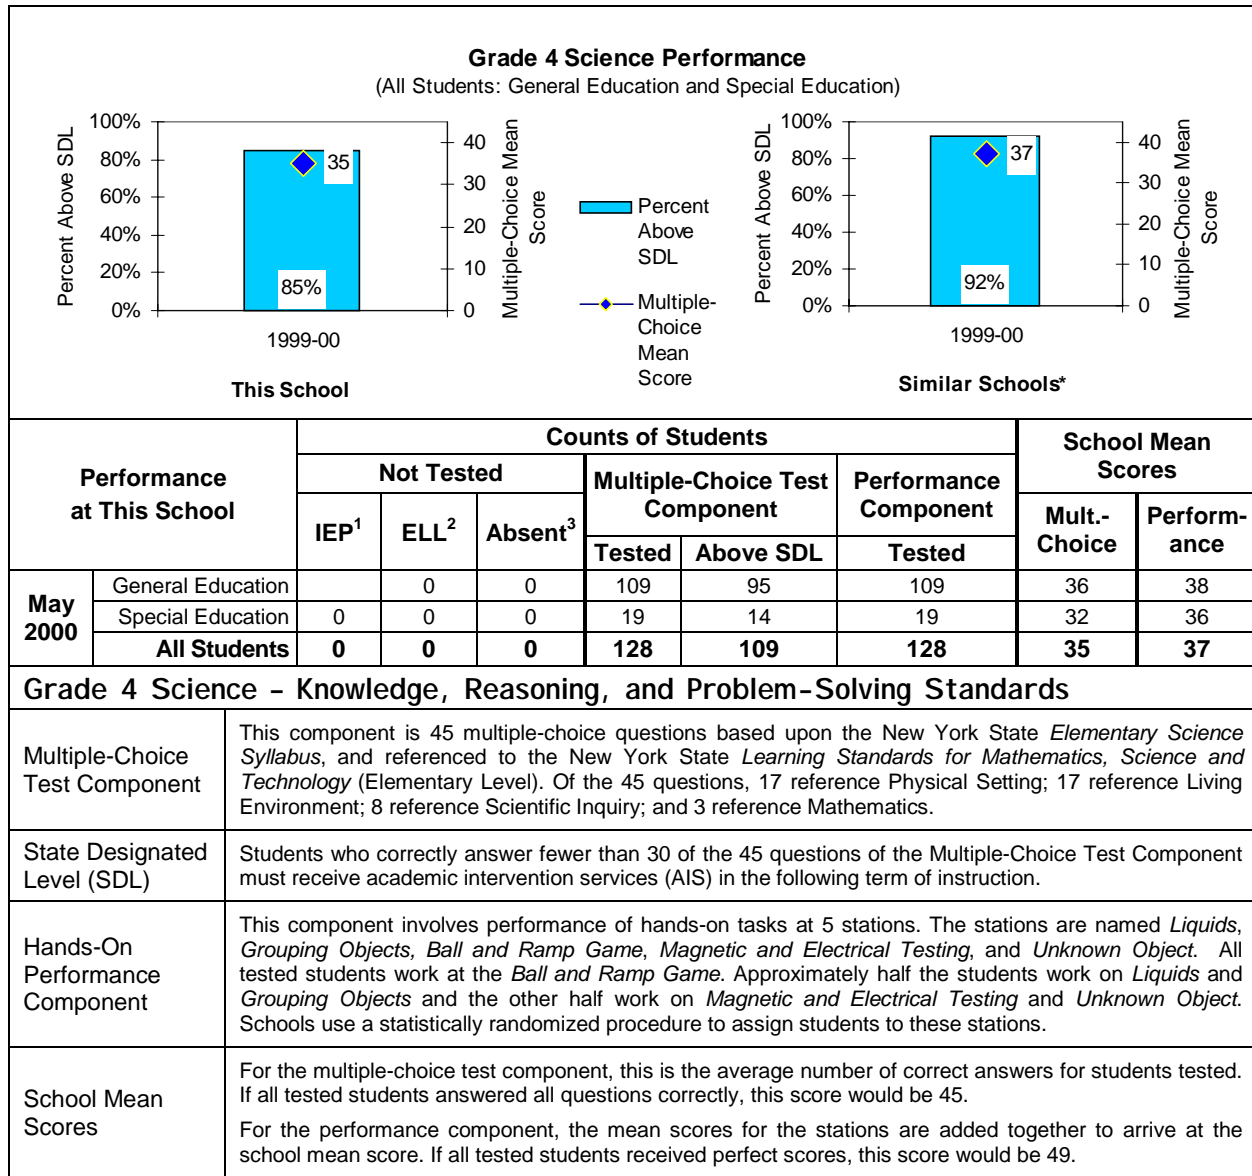 Grade 4 Science Performance
(All Students: General Education and Special Education)
Percent Above SDL
100%
80%
60%
40%
20%
0%
35
85%
1999-00
40
30
20
10
0
Multiple-Choice Mean
Score
This School
Percent
Above
SDL
Multiple-
Choice
Mean
Score
Percent Above SDL
100%
80%
60%
40%
20%
0%
37
92%
1999-00
40
30
20
10
0
Multiple-Choice Mean
Score
Similar Schools*
Performance
at This School
Counts of Students
School Mean
Scores
Not Tested
Multiple-Choice Test
Component
Performance
Component
IEP1
ELL2
Absent3
Mult.-
Choice
Perform-
ance
Tested Above SDL Tested
May
2000
General Education 0 0 109 95 109 36 38
Special Education 0 0 0 19 14 19 32 36
All Students 0 0 0 128 109 128 35 37
Grade 4 Science – Knowledge, Reasoning, and Problem-Solving Standards
Multiple-Choice
Test Component
This component is 45 multiple-choice questions based upon the New York State Elementary Science
Syllabus, and referenced to the New York State Learning Standards for Mathematics, Science and
Technology (Elementary Level). Of the 45 questions, 17 reference Physical Setting; 17 reference Living
Environment; 8 reference Scientific Inquiry; and 3 reference Mathematics.
State Designated
Level (SDL)
Students who correctly answer fewer than 30 of the 45 questions of the Multiple-Choice Test Component
must receive academic intervention services (AIS) in the following term of instruction.
Hands-On
Performance
Component
This component involves performance of hands-on tasks at 5 stations. The stations are named Liquids,
Grouping Objects, Ball and Ramp Game, Magnetic and Electrical Testing, and Unknown Object. All
tested students work at the Ball and Ramp Game. Approximately half the students work on Liquids and
Grouping Objects and the other half work on Magnetic and Electrical Testing and Unknown Object.
Schools use a statistically randomized procedure to assign students to these stations.
School Mean
Scores
For the multiple-choice test component, this is the average number of correct answers for students tested.
If all tested students answered all questions correctly, this score would be 45.
For the performance component, the mean scores for the stations are added together to arrive at the
school mean score. If all tested students received perfect scores, this score would be 49.